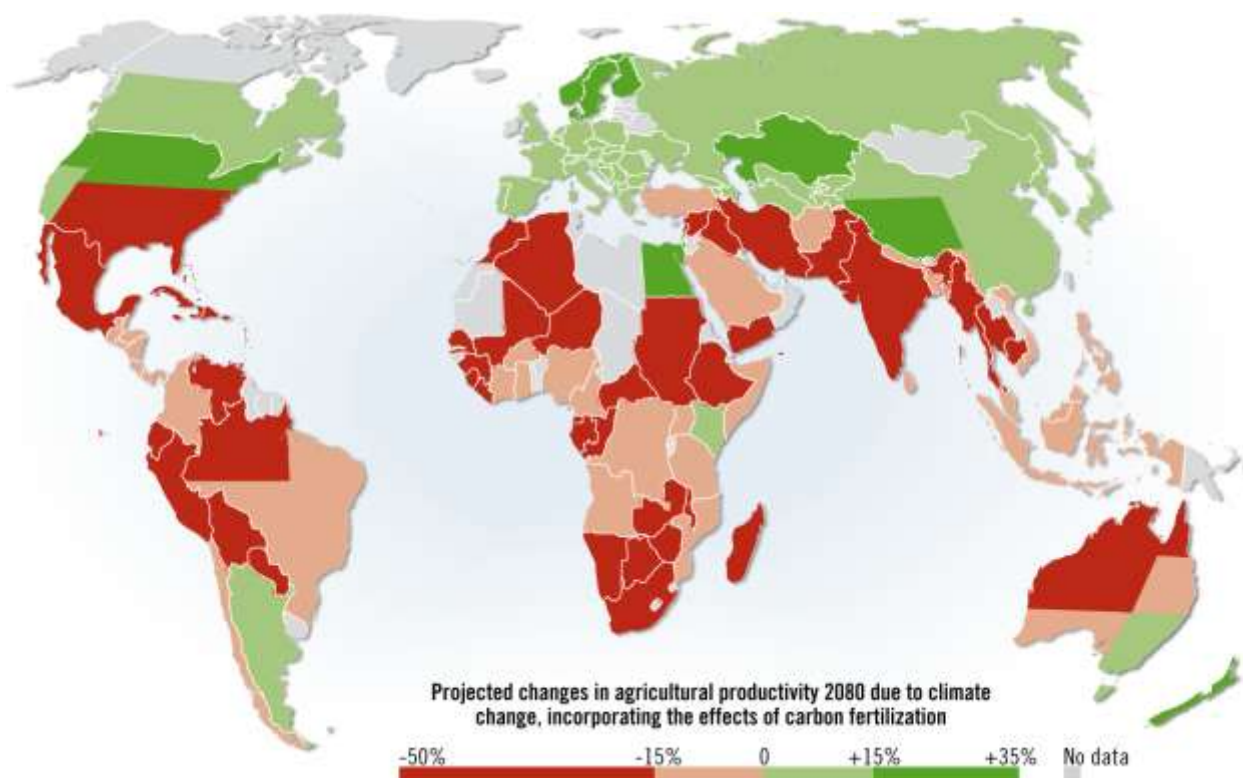 Projected changes in agricultural productivity 2080 due to climate
change, incorporating the effects of carbon fertilization
-50% -15% 0 +15% +35% No data